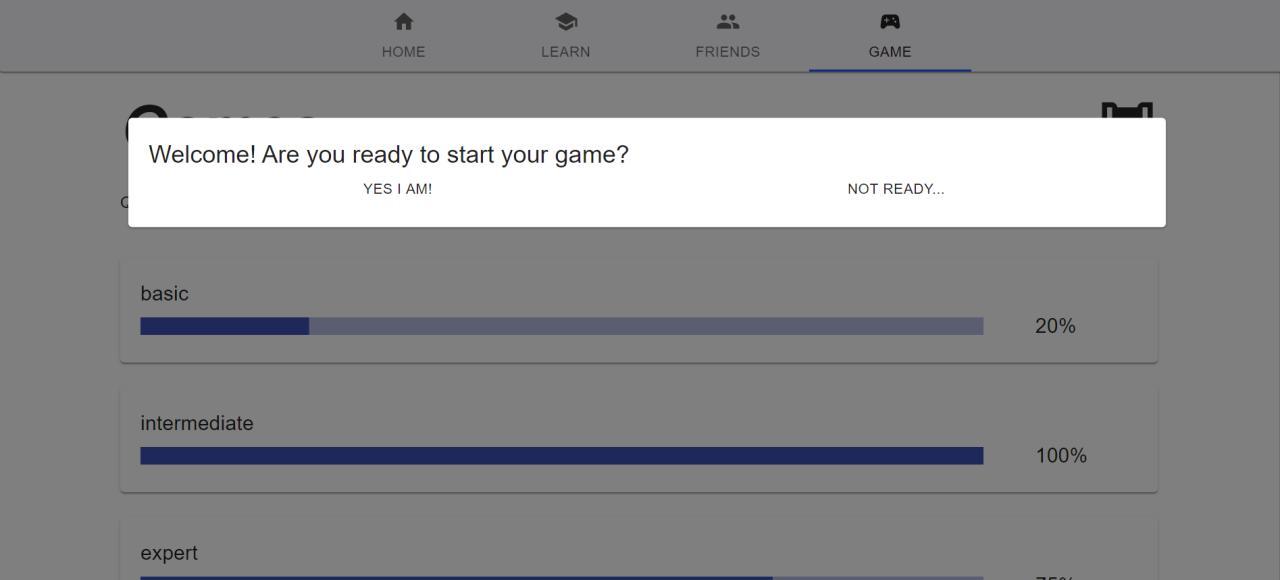 HOME LEARN FRIENDS GAME
Welcome! Are you ready to start your game?
YES I AM! NOT READY...
basic
20%
intermediate
100%
expert